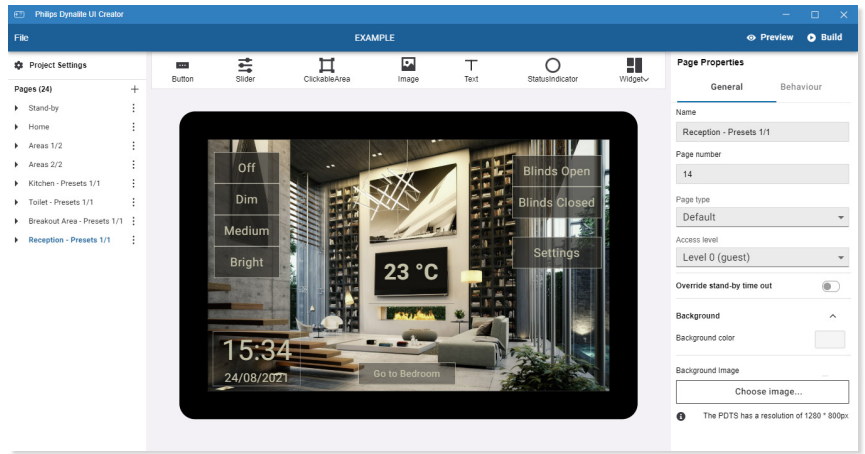 Philips Dynalite UI Creator
File
EXAMPLE
Preview
Build
Project Settings
Pages (24)
Stand-by
Home
Areas 1/2
Areas 2/2
Kitchen - Presets 1/1
Toilet - Presets 1/1
Breakout Area - Presets 1/1
Reception - Presets 1/1
Button
Slider
ClickableArea
Image
Text
StatusIndicator
Widget
Off
Dim
Medium
Bright
Blinds Open
Blinds Closed
Settings
23 °C
15:34
24/08/2021
Go to Bedroom
Page Properties
General
Behaviour
Name
Reception - Presets 1/1
Page number
14
Page type
Default
Access level
Level 0 (guest)
Override stand-by time out
Background
Background color
Background Image
Choose image...
The PDTS has a resolution of 1280 * 800px